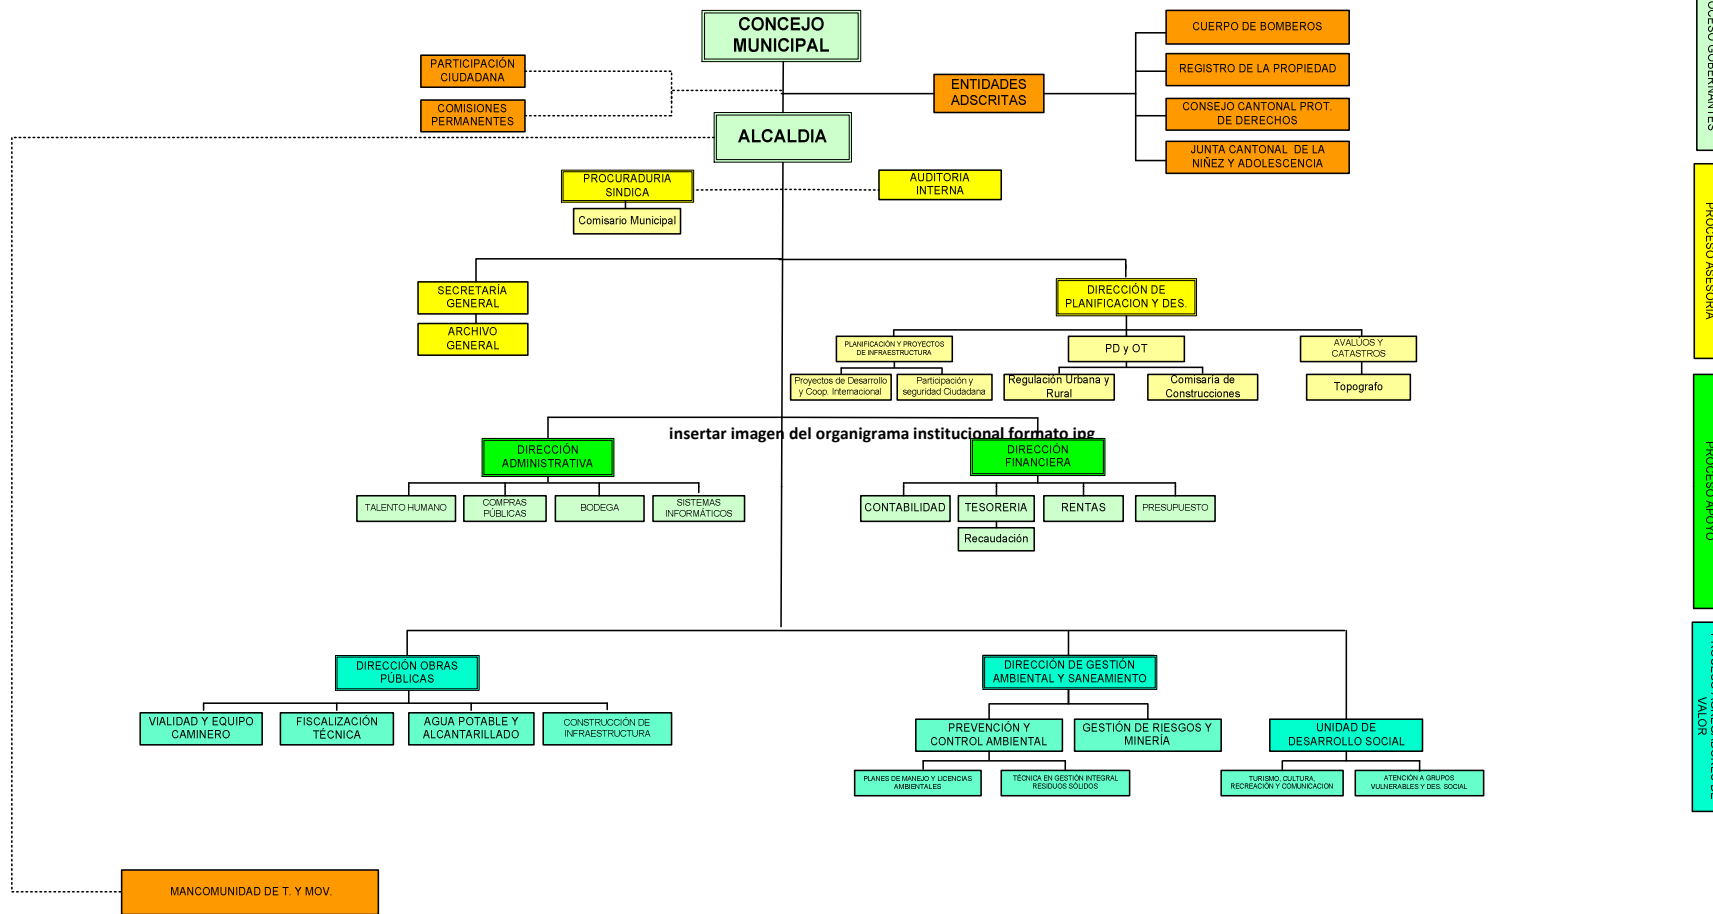 CONCEJO
MUNICIPAL
PARTICIPACIÓN
CIUDADANA
COMISIONES
PERMANENTES
ENTIDADES
ADSCRITAS
CUERPO DE BOMBEROS
REGISTRO DE LA PROPIEDAD
CONSEJO CANTONAL PROT.
DE DERECHOS
JUNTA CANTONAL DE LA
NIÑEZ Y ADOLESCENCIA
ALCALDIA
PROCURADURIA
SINDICA
Comisario Municipal
AUDITORIA
INTERNA
SECRETARÍA
GENERAL
ARCHIVO
GENERAL
DIRECCIÓN DE
PLANIFICACION Y DES.
PLANIFICACIÓN Y PROYECTOS
DE INFRAESTRUCTURA
PD y OT
AVALÚOS Y
CATASTROS
Proyectos de Desarrollo
y Coop. Internacional
Participación y
seguridad Ciudadana
Regulación Urbana y
Rural
Comisaría de
Construcciones
Topografo
insertar imagen del organigrama institucional formato jpg
DIRECCIÓN
ADMINISTRATIVA
DIRECCIÓN
FINANCIERA
TALENTO HUMANO
COMPRAS
PÚBLICAS
BODEGA
SISTEMAS
INFORMÁTICOS
CONTABILIDAD
TESORERIA
RENTAS
PRESUPUESTO
Recaudación
DIRECCIÓN OBRAS
PÚBLICAS
DIRECCIÓN DE GESTIÓN
AMBIENTAL Y SANEAMIENTO
VIALIDAD Y EQUIPO
CAMINERO
FISCALIZACIÓN
TÉCNICA
AGUA POTABLE Y
ALCANTARILLADO
CONSTRUCCIÓN DE
INFRAESTRUCTURA
PREVENCIÓN Y
CONTROL AMBIENTAL
GESTIÓN DE RIESGOS Y
MINERÍA
UNIDAD DE
DESARROLLO SOCIAL
PLANES DE MANEJO Y LICENCIAS
AMBIENTALES
TÉCNICA EN GESTIÓN INTEGRAL
RESIDUOS SÓLIDOS
TURISMO, CULTURA,
RECREACIÓN Y COMUNICACION
ATENCIÓN A GRUPOS
VULNERABLES Y DES. SOCIAL
MANCOMUNIDAD DE T. Y MOV.
GOBERNANTES
PROCESO ASESORIA
PROCESO APOYO
VALOR